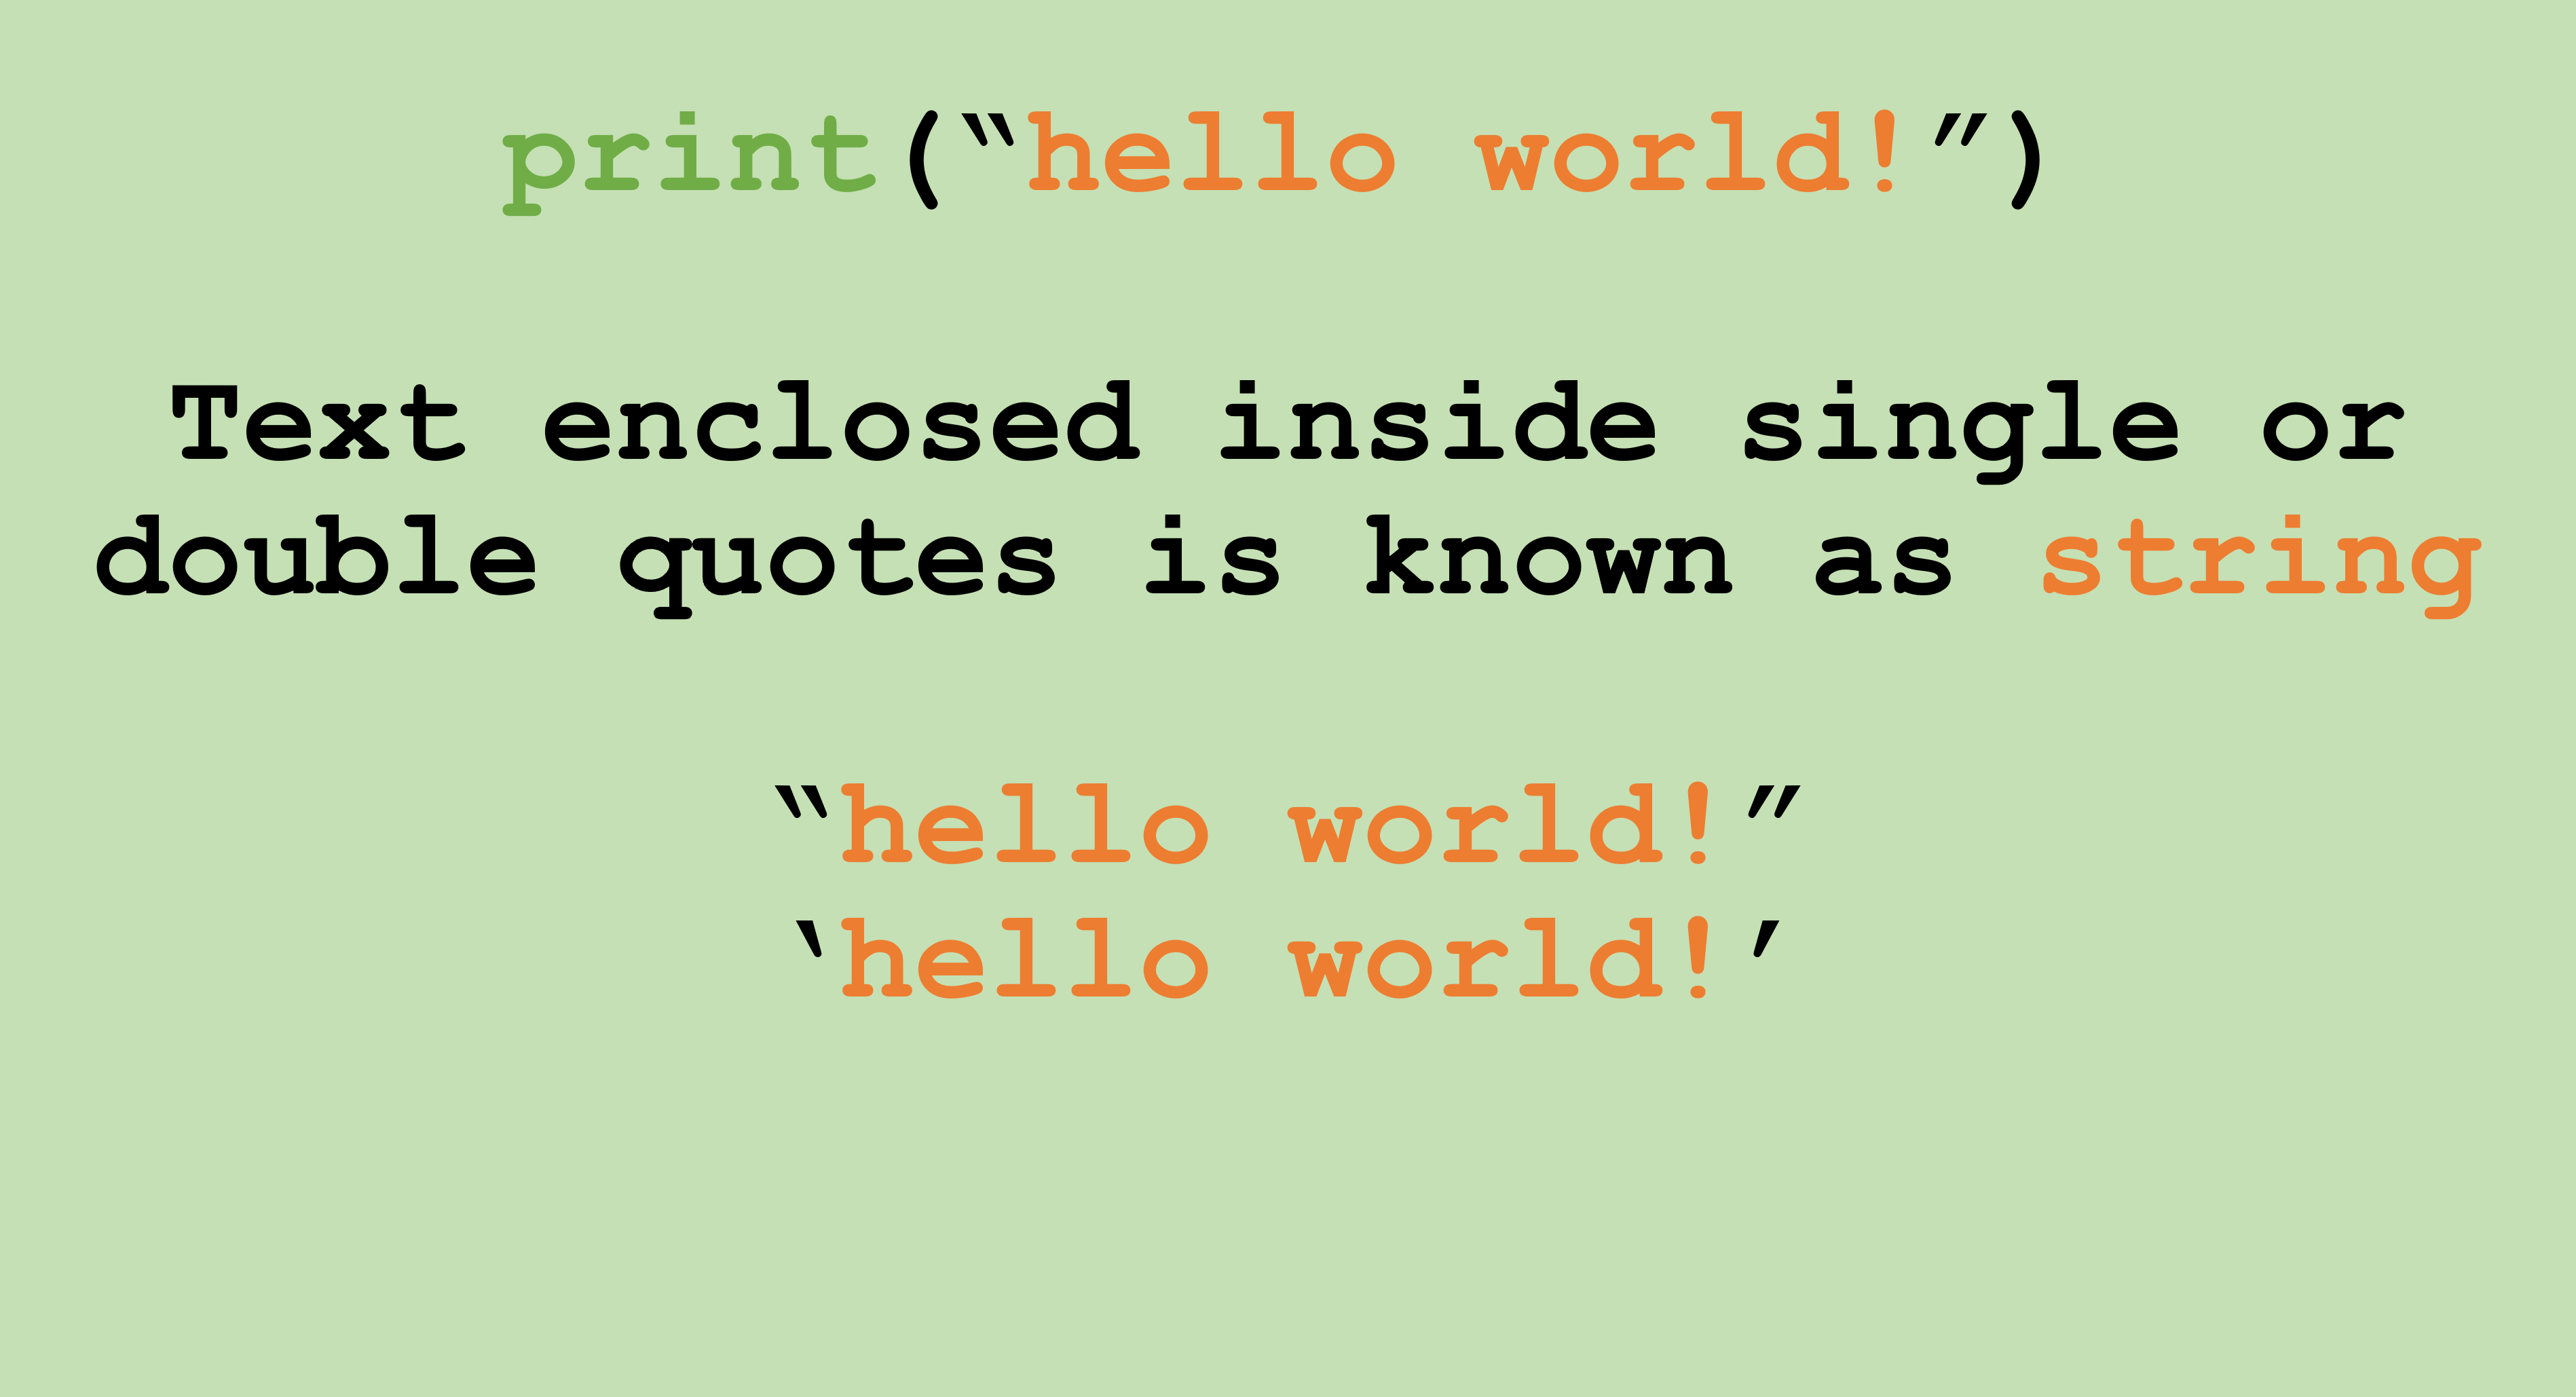 print(“hello world!”)
Text enclosed inside single or
double quotes is known as string
“hello world!”
‘hello world!’